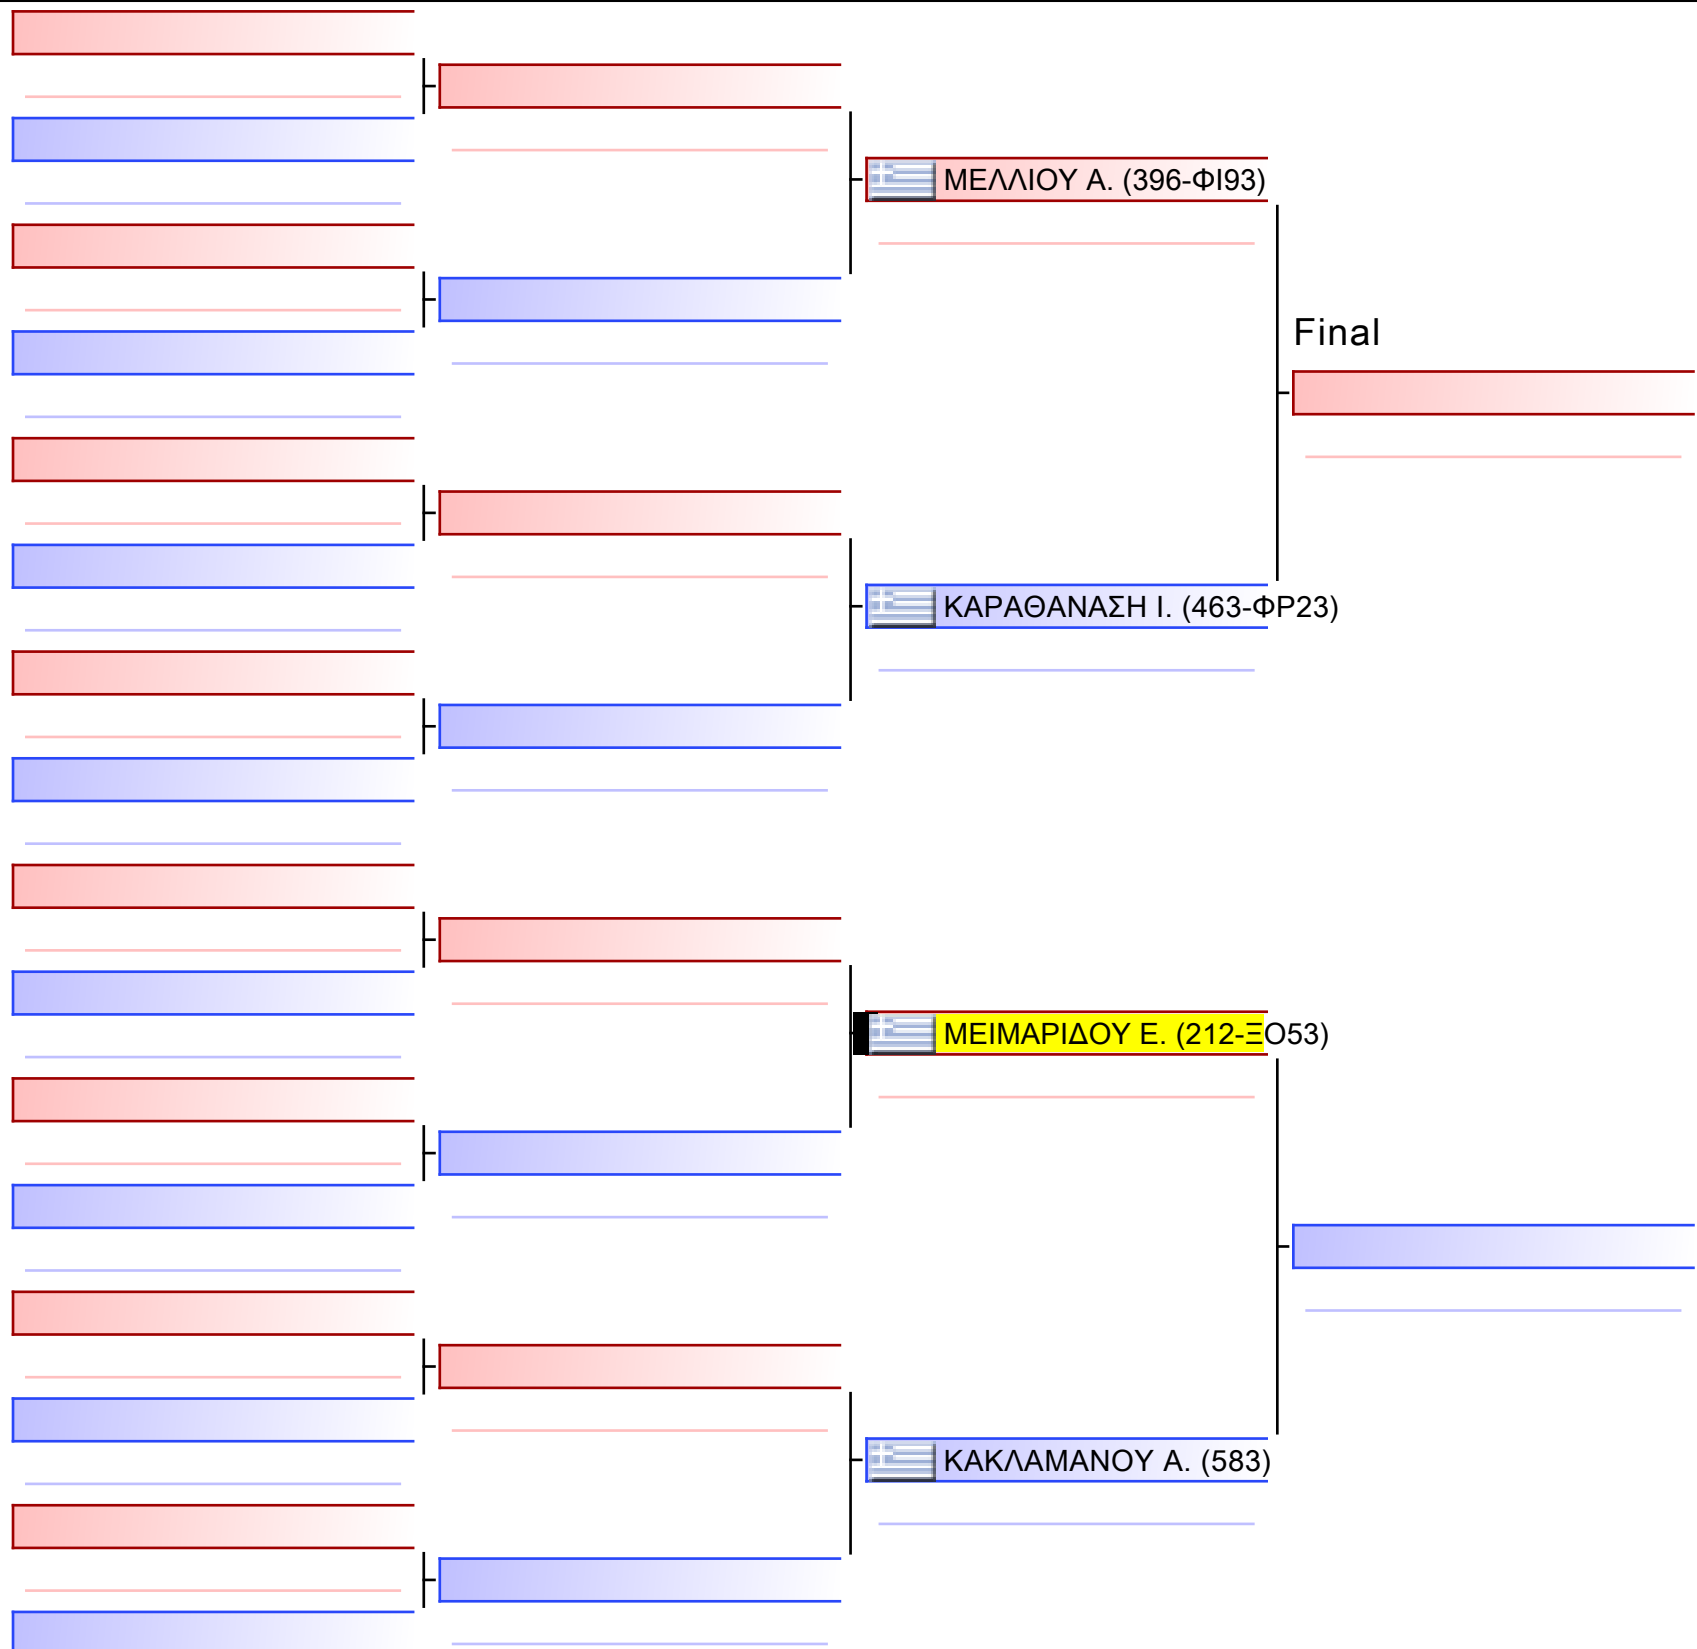 ΜΕΛΛΙΟΥ Α. (396-ΦΙ93)
Final
ΚΑΡΑΘΑΝΑΣΗ Ι. (463-ΦΡ23)
ΜΕΙΜΑΡΙΔΟΥ Ε. (212-ΞΟ53)
ΚΑΚΛΑΜΑΝΟΥ Α. (583)